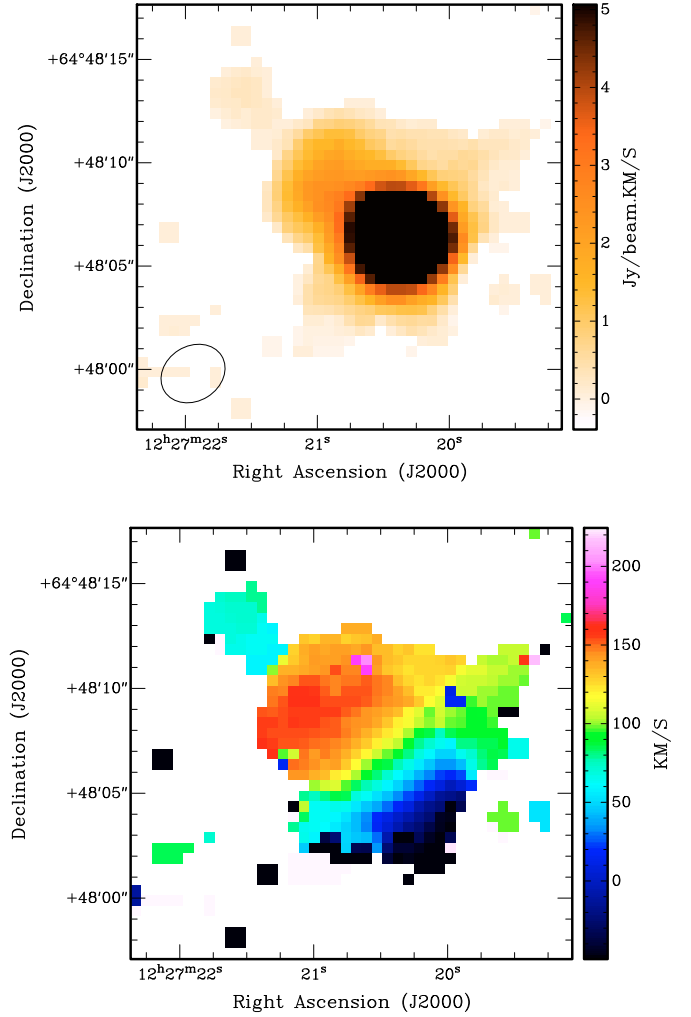 5
+64°48′15″
4
+48′10″
3
Declination (J2000)
2
Jy/beam.KM/S
+48′05″
1
+48′00″
0
12ʰ27ᵐ22ˢ 21ˢ 20ˢ
Right Ascension (J2000)
+64°48′15″
200
150
+48′10″
100
Declination (J2000)
KM/S
+48′05″
50
0
+48′00″
12ʰ27ᵐ22ˢ 21ˢ 20ˢ
Right Ascension (J2000)